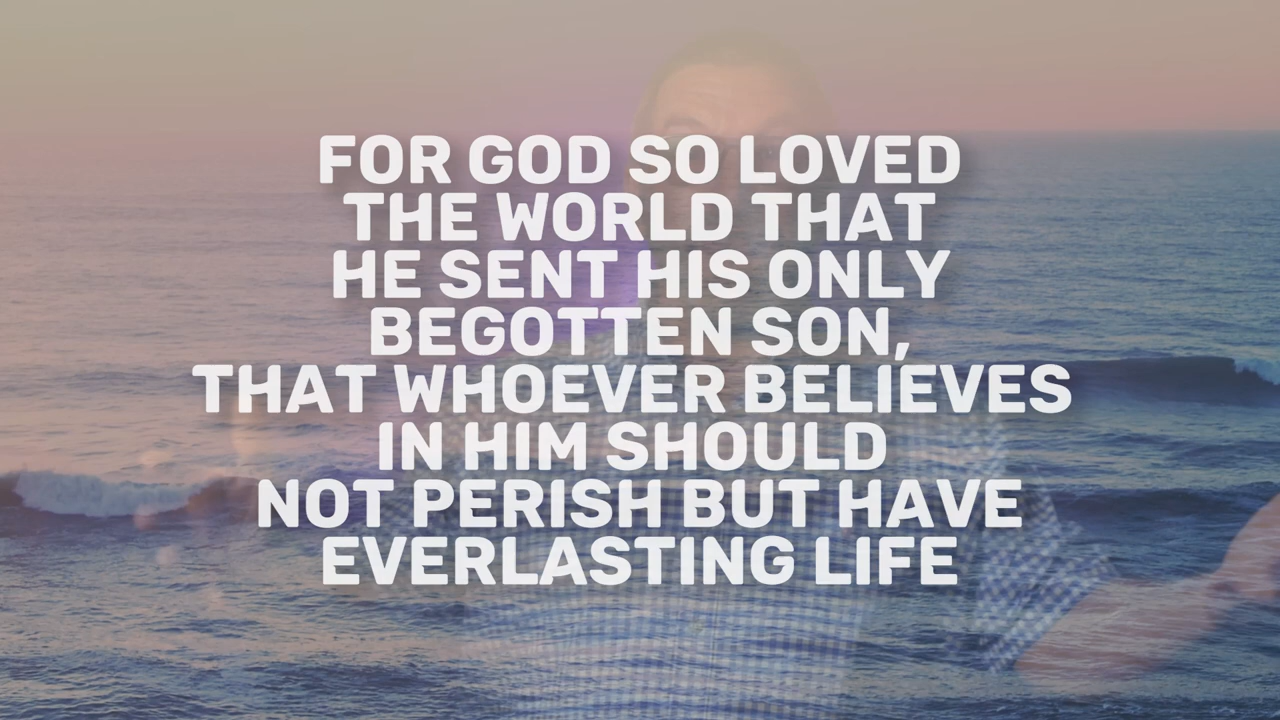 FOR GOD SO LOVED
THE WORLD THAT
HE SENT HIS ONLY
BEGOTTEN SON,
THAT WHOEVER BELIEVES
IN HIM SHOULD
NOT PERISH BUT HAVE
EVERLASTING LIFE